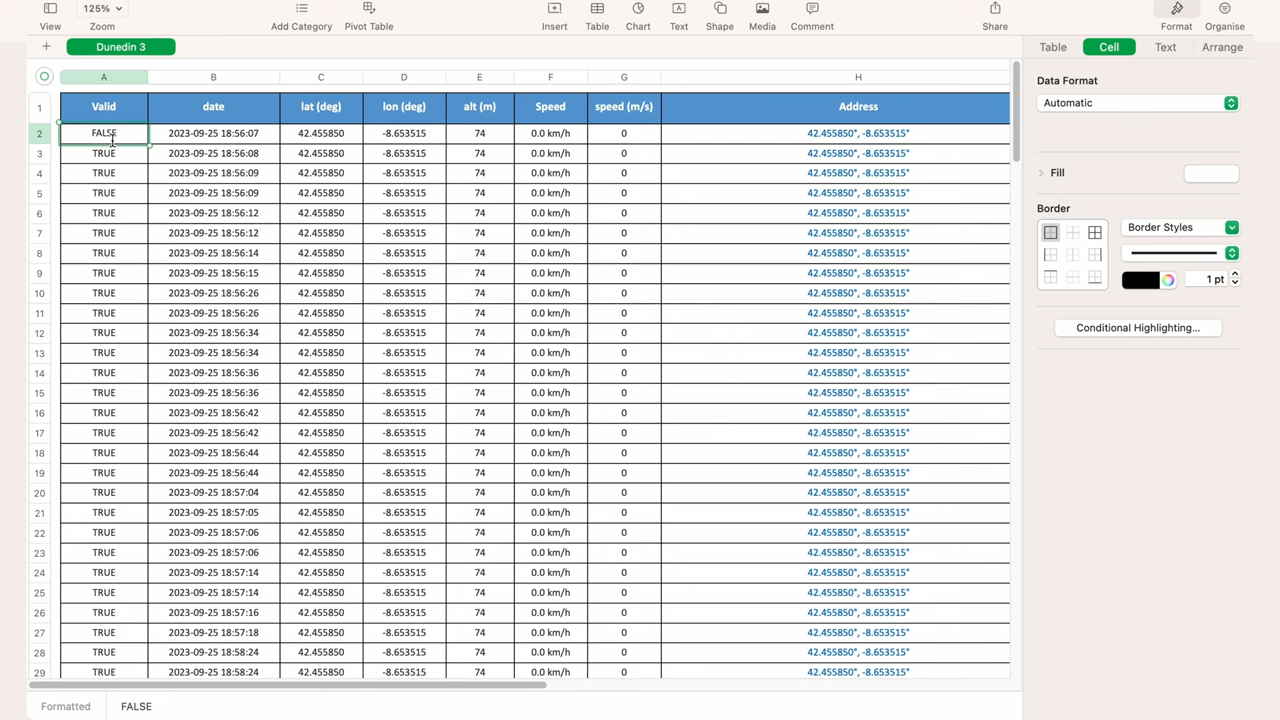 125%
View Zoom Add Category Pivot Table Insert Table Chart Text Shape Media Comment Share Format Organise
+ Dunedin 3 Table Cell Text Arrange
A B C D E F G H
1 Valid date lat (deg) lon (deg) alt (m) Speed speed (m/s) Address
2 FALSE 2023-09-25 18:56:07 42.455850 -8.653515 74 0.0 km/h 0 42.455850°, -8.653515°
3 TRUE 2023-09-25 18:56:08 42.455850 -8.653515 74 0.0 km/h 0 42.455850°, -8.653515°
4 TRUE 2023-09-25 18:56:09 42.455850 -8.653515 74 0.0 km/h 0 42.455850°, -8.653515°
5 TRUE 2023-09-25 18:56:09 42.455850 -8.653515 74 0.0 km/h 0 42.455850°, -8.653515°
6 TRUE 2023-09-25 18:56:12 42.455850 -8.653515 74 0.0 km/h 0 42.455850°, -8.653515°
7 TRUE 2023-09-25 18:56:12 42.455850 -8.653515 74 0.0 km/h 0 42.455850°, -8.653515°
8 TRUE 2023-09-25 18:56:14 42.455850 -8.653515 74 0.0 km/h 0 42.455850°, -8.653515°
9 TRUE 2023-09-25 18:56:15 42.455850 -8.653515 74 0.0 km/h 0 42.455850°, -8.653515°
10 TRUE 2023-09-25 18:56:26 42.455850 -8.653515 74 0.0 km/h 0 42.455850°, -8.653515°
11 TRUE 2023-09-25 18:56:26 42.455850 -8.653515 74 0.0 km/h 0 42.455850°, -8.653515°
12 TRUE 2023-09-25 18:56:34 42.455850 -8.653515 74 0.0 km/h 0 42.455850°, -8.653515°
13 TRUE 2023-09-25 18:56:34 42.455850 -8.653515 74 0.0 km/h 0 42.455850°, -8.653515°
14 TRUE 2023-09-25 18:56:36 42.455850 -8.653515 74 0.0 km/h 0 42.455850°, -8.653515°
15 TRUE 2023-09-25 18:56:36 42.455850 -8.653515 74 0.0 km/h 0 42.455850°, -8.653515°
16 TRUE 2023-09-25 18:56:42 42.455850 -8.653515 74 0.0 km/h 0 42.455850°, -8.653515°
17 TRUE 2023-09-25 18:56:42 42.455850 -8.653515 74 0.0 km/h 0 42.455850°, -8.653515°
18 TRUE 2023-09-25 18:56:44 42.455850 -8.653515 74 0.0 km/h 0 42.455850°, -8.653515°
19 TRUE 2023-09-25 18:56:44 42.455850 -8.653515 74 0.0 km/h 0 42.455850°, -8.653515°
20 TRUE 2023-09-25 18:57:04 42.455850 -8.653515 74 0.0 km/h 0 42.455850°, -8.653515°
21 TRUE 2023-09-25 18:57:05 42.455850 -8.653515 74 0.0 km/h 0 42.455850°, -8.653515°
22 TRUE 2023-09-25 18:57:06 42.455850 -8.653515 74 0.0 km/h 0 42.455850°, -8.653515°
23 TRUE 2023-09-25 18:57:06 42.455850 -8.653515 74 0.0 km/h 0 42.455850°, -8.653515°
24 TRUE 2023-09-25 18:57:14 42.455850 -8.653515 74 0.0 km/h 0 42.455850°, -8.653515°
25 TRUE 2023-09-25 18:57:14 42.455850 -8.653515 74 0.0 km/h 0 42.455850°, -8.653515°
26 TRUE 2023-09-25 18:57:16 42.455850 -8.653515 74 0.0 km/h 0 42.455850°, -8.653515°
27 TRUE 2023-09-25 18:57:18 42.455850 -8.653515 74 0.0 km/h 0 42.455850°, -8.653515°
28 TRUE 2023-09-25 18:58:24 42.455850 -8.653515 74 0.0 km/h 0 42.455850°, -8.653515°
29 TRUE 2023-09-25 18:58:24 42.455850 -8.653515 74 0.0 km/h 0 42.455850°, -8.653515°
Data Format
Automatic
Fill
Border
Border Styles
1 pt
Conditional Highlighting...
Formatted FALSE